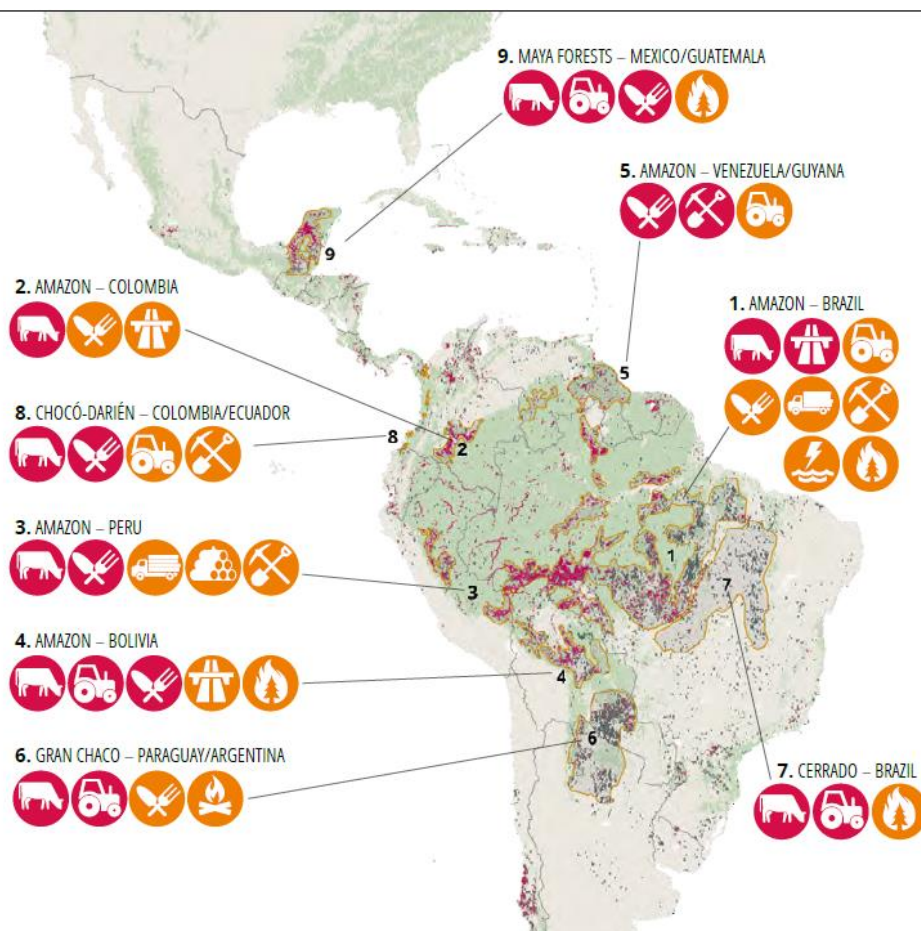 9. MAYA FORESTS – MEXICO/GUATEMALA
5. AMAZON – VENEZUELA/GUYANA
9
2. AMAZON – COLOMBIA
1. AMAZON – BRAZIL
5
8. CHOCÓ-DARIÉN – COLOMBIA/ECUADOR
8
2
3. AMAZON – PERU
1
7
3
4. AMAZON – BOLIVIA
4
6. GRAN CHACO – PARAGUAY/ARGENTINA
6
7. CERRADO – BRAZIL